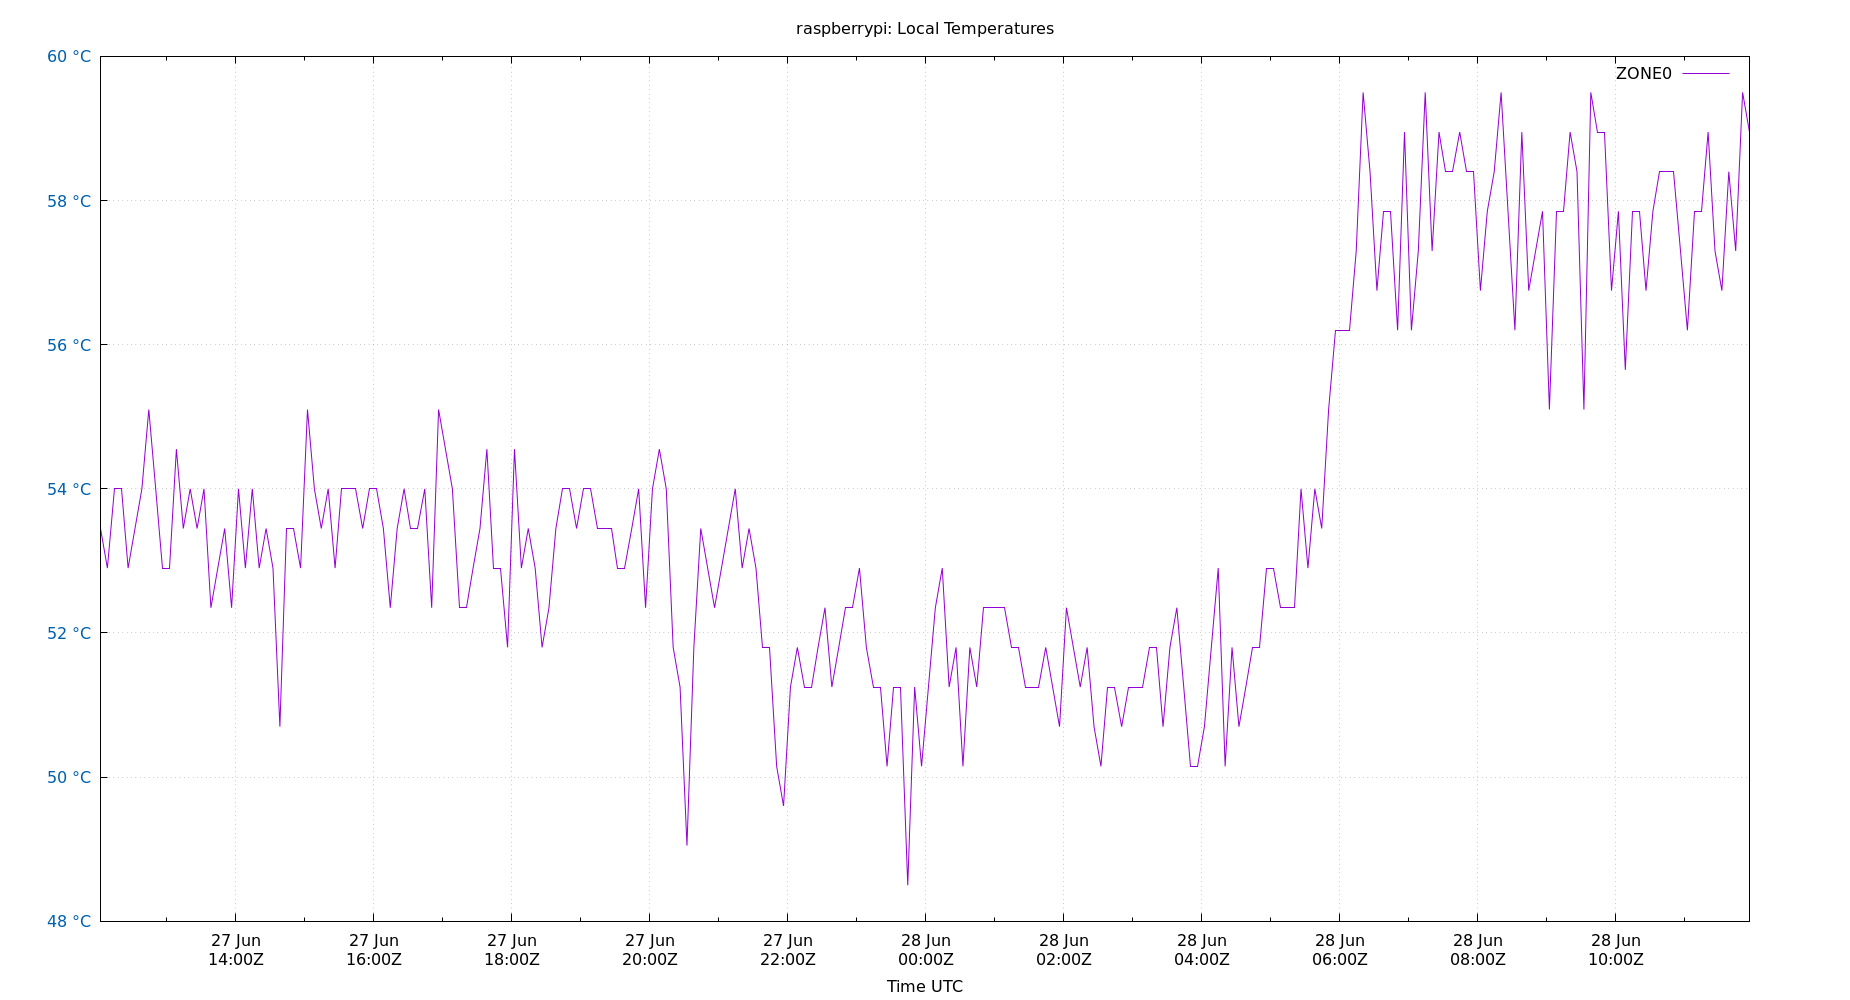 raspberrypi: Local Temperatures
60 °C
ZONE0
58 °C
56 °C
54 °C
52 °C
50 °C
48 °C
27 Jun 27 Jun 27 Jun 27 Jun 27 Jun 28 Jun 28 Jun 28 Jun 28 Jun 28 Jun 28 Jun
14:00Z 16:00Z 18:00Z 20:00Z 22:00Z 00:00Z 02:00Z 04:00Z 06:00Z 08:00Z 10:00Z
Time UTC